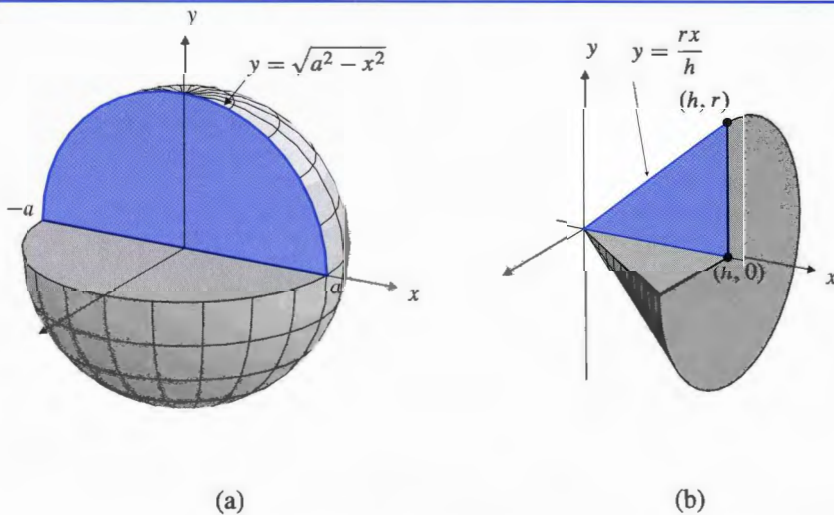 y
y = √(a² − x²)
−a
a
x
(a)
y
y = rx/h
(h, r)
(h, 0)
x
(b)